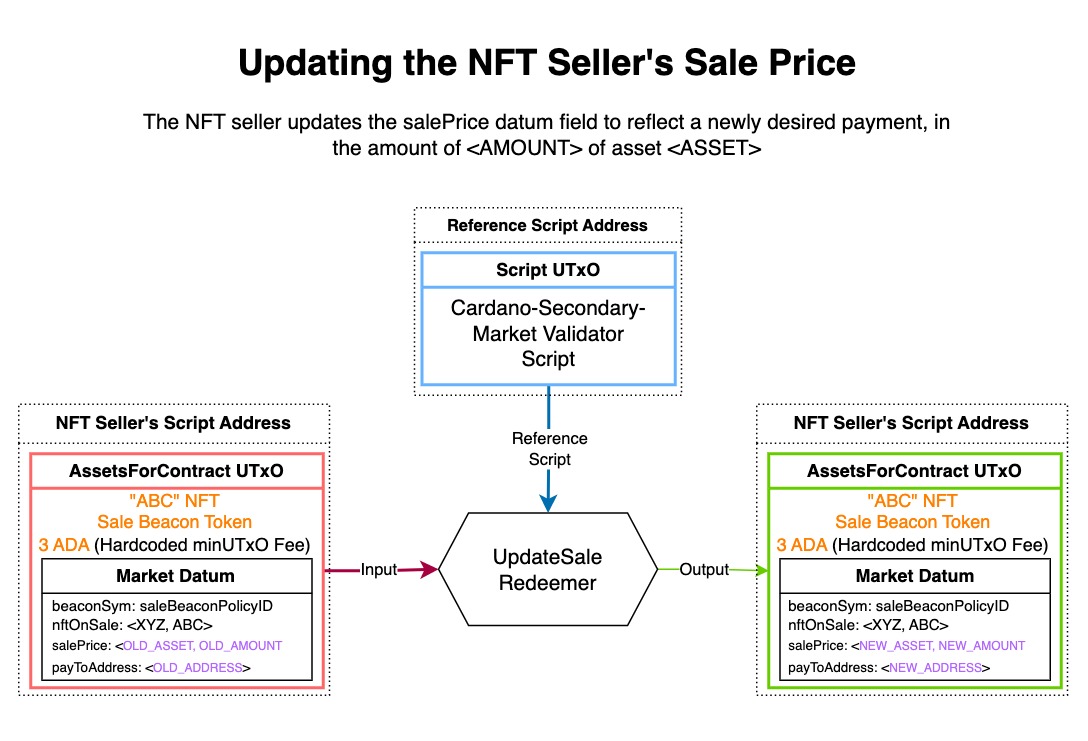 Updating the NFT Seller's Sale Price
The NFT seller updates the salePrice datum field to reflect a newly desired payment, in
the amount of <AMOUNT> of asset <ASSET>
Reference Script Address
Script UTxO
Cardano-Secondary-
Market Validator
Script
Reference
Script
NFT Seller's Script Address
AssetsForContract UTxO
"ABC" NFT
Sale Beacon Token
3 ADA (Hardcoded minUTxO Fee)
Market Datum
beaconSym: saleBeaconPolicyID
nftOnSale: <XYZ, ABC>
salePrice: <OLD_ASSET, OLD_AMOUNT
payToAddress: <OLD_ADDRESS>
Input
UpdateSale
Redeemer
Output
NFT Seller's Script Address
AssetsForContract UTxO
"ABC" NFT
Sale Beacon Token
3 ADA (Hardcoded minUTxO Fee)
Market Datum
beaconSym: saleBeaconPolicyID
nftOnSale: <XYZ, ABC>
salePrice: <NEW_ASSET, NEW_AMOUNT
payToAddress: <NEW_ADDRESS>